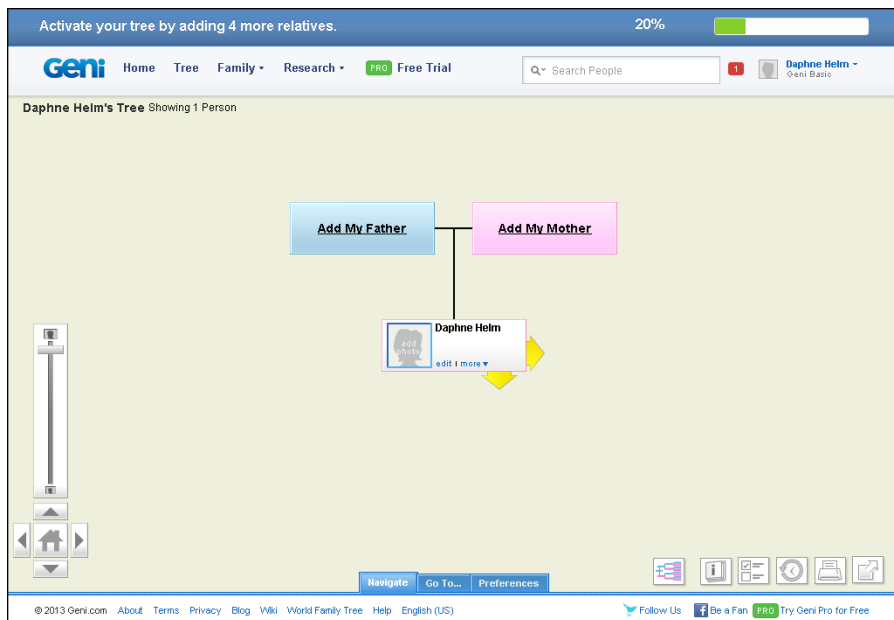 Activate your tree by adding 4 more relatives. 20%
Geni Home Tree Family Research PRO Free Trial Search People 1 Daphne Helm
Geni Basic
Daphne Helm's Tree Showing 1 Person
Add My Father Add My Mother
Daphne Helm
add
photo
edit | more
Navigate Go To... Preferences
© 2013 Geni.com About Terms Privacy Blog Wiki World Family Tree Help English (US) Follow Us f Be a Fan PRO Try Geni Pro for Free